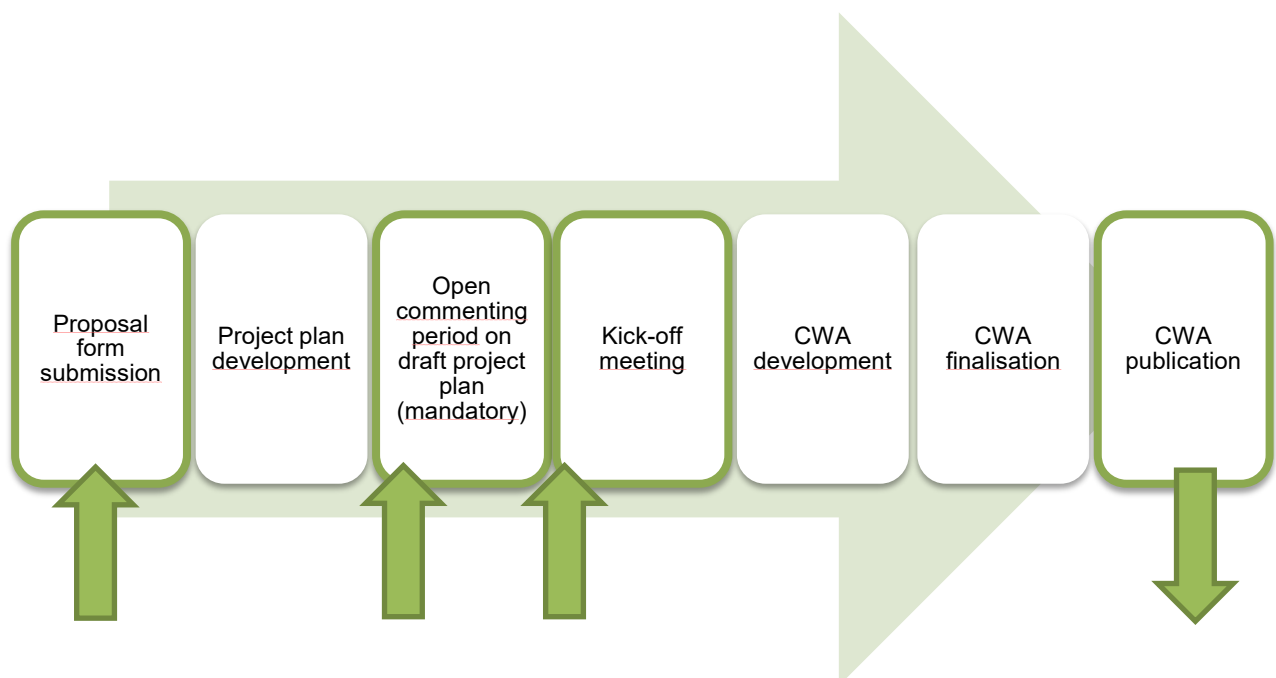 Proposal
form
submission
Project plan
development
Open
commenting
period on
draft project
plan
(mandatory)
Kick-off
meeting
CWA
development
CWA
finalisation
CWA
publication